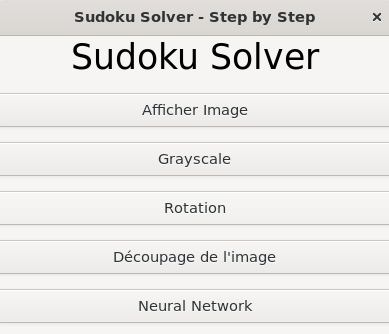 Sudoku Solver - Step by Step
Sudoku Solver
Afficher Image
Grayscale
Rotation
Découpage de l'image
Neural Network